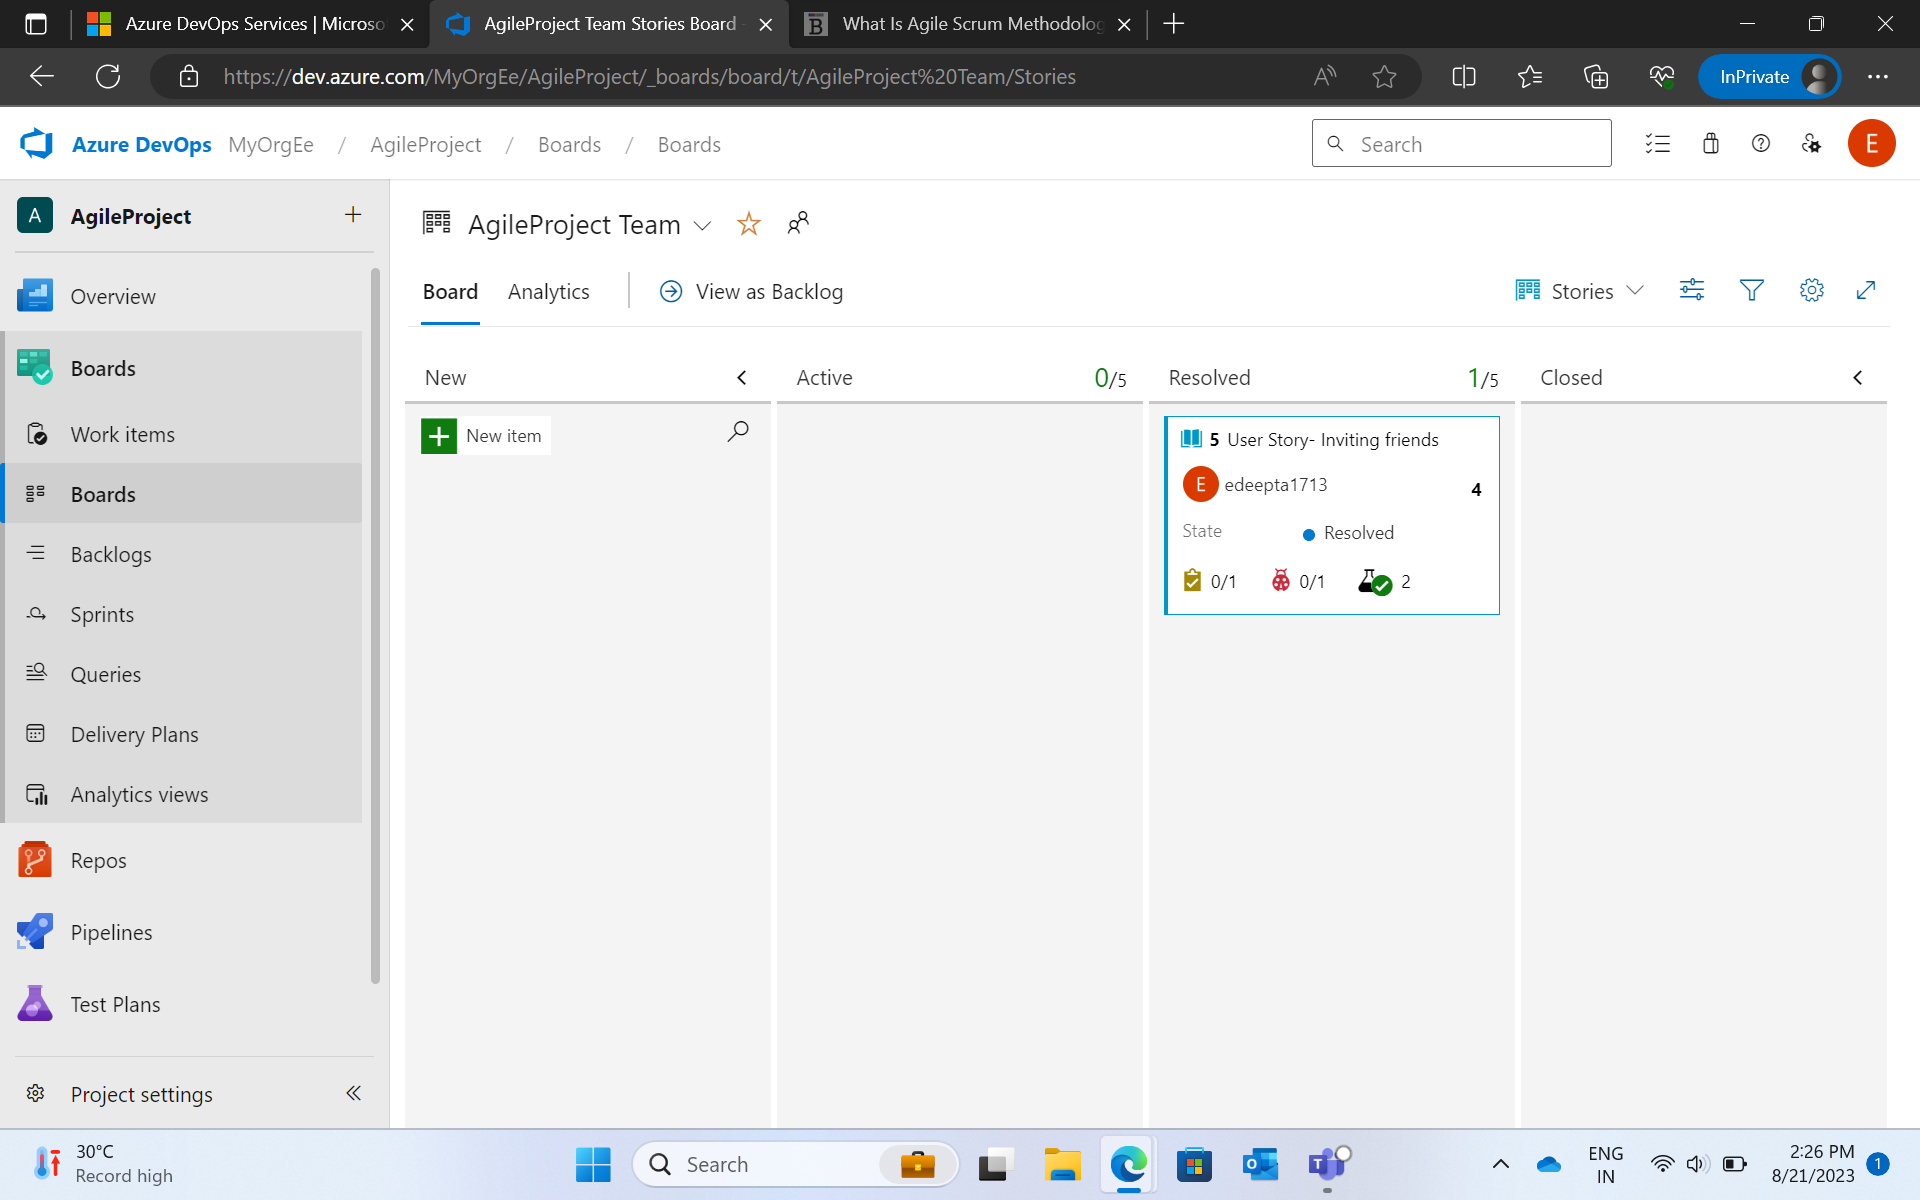 Azure DevOps Services | Microso
AgileProject Team Stories Board -
What Is Agile Scrum Methodolog
https://dev.azure.com/MyOrgEe/AgileProject/_boards/board/t/AgileProject%20Team/Stories
InPrivate
Azure DevOps MyOrgEe / AgileProject / Boards / Boards
Search
E
A AgileProject
Overview
Boards
Work items
Boards
Backlogs
Sprints
Queries
Delivery Plans
Analytics views
Repos
Pipelines
Test Plans
Project settings
AgileProject Team
Board Analytics View as Backlog
Stories
New
Active 0/5
Resolved 1/5
Closed
New item
5 User Story- Inviting friends
E edeepta1713
4
State Resolved
0/1 0/1 2
30°C
Record high
Search
ENG
IN
2:26 PM
8/21/2023
1